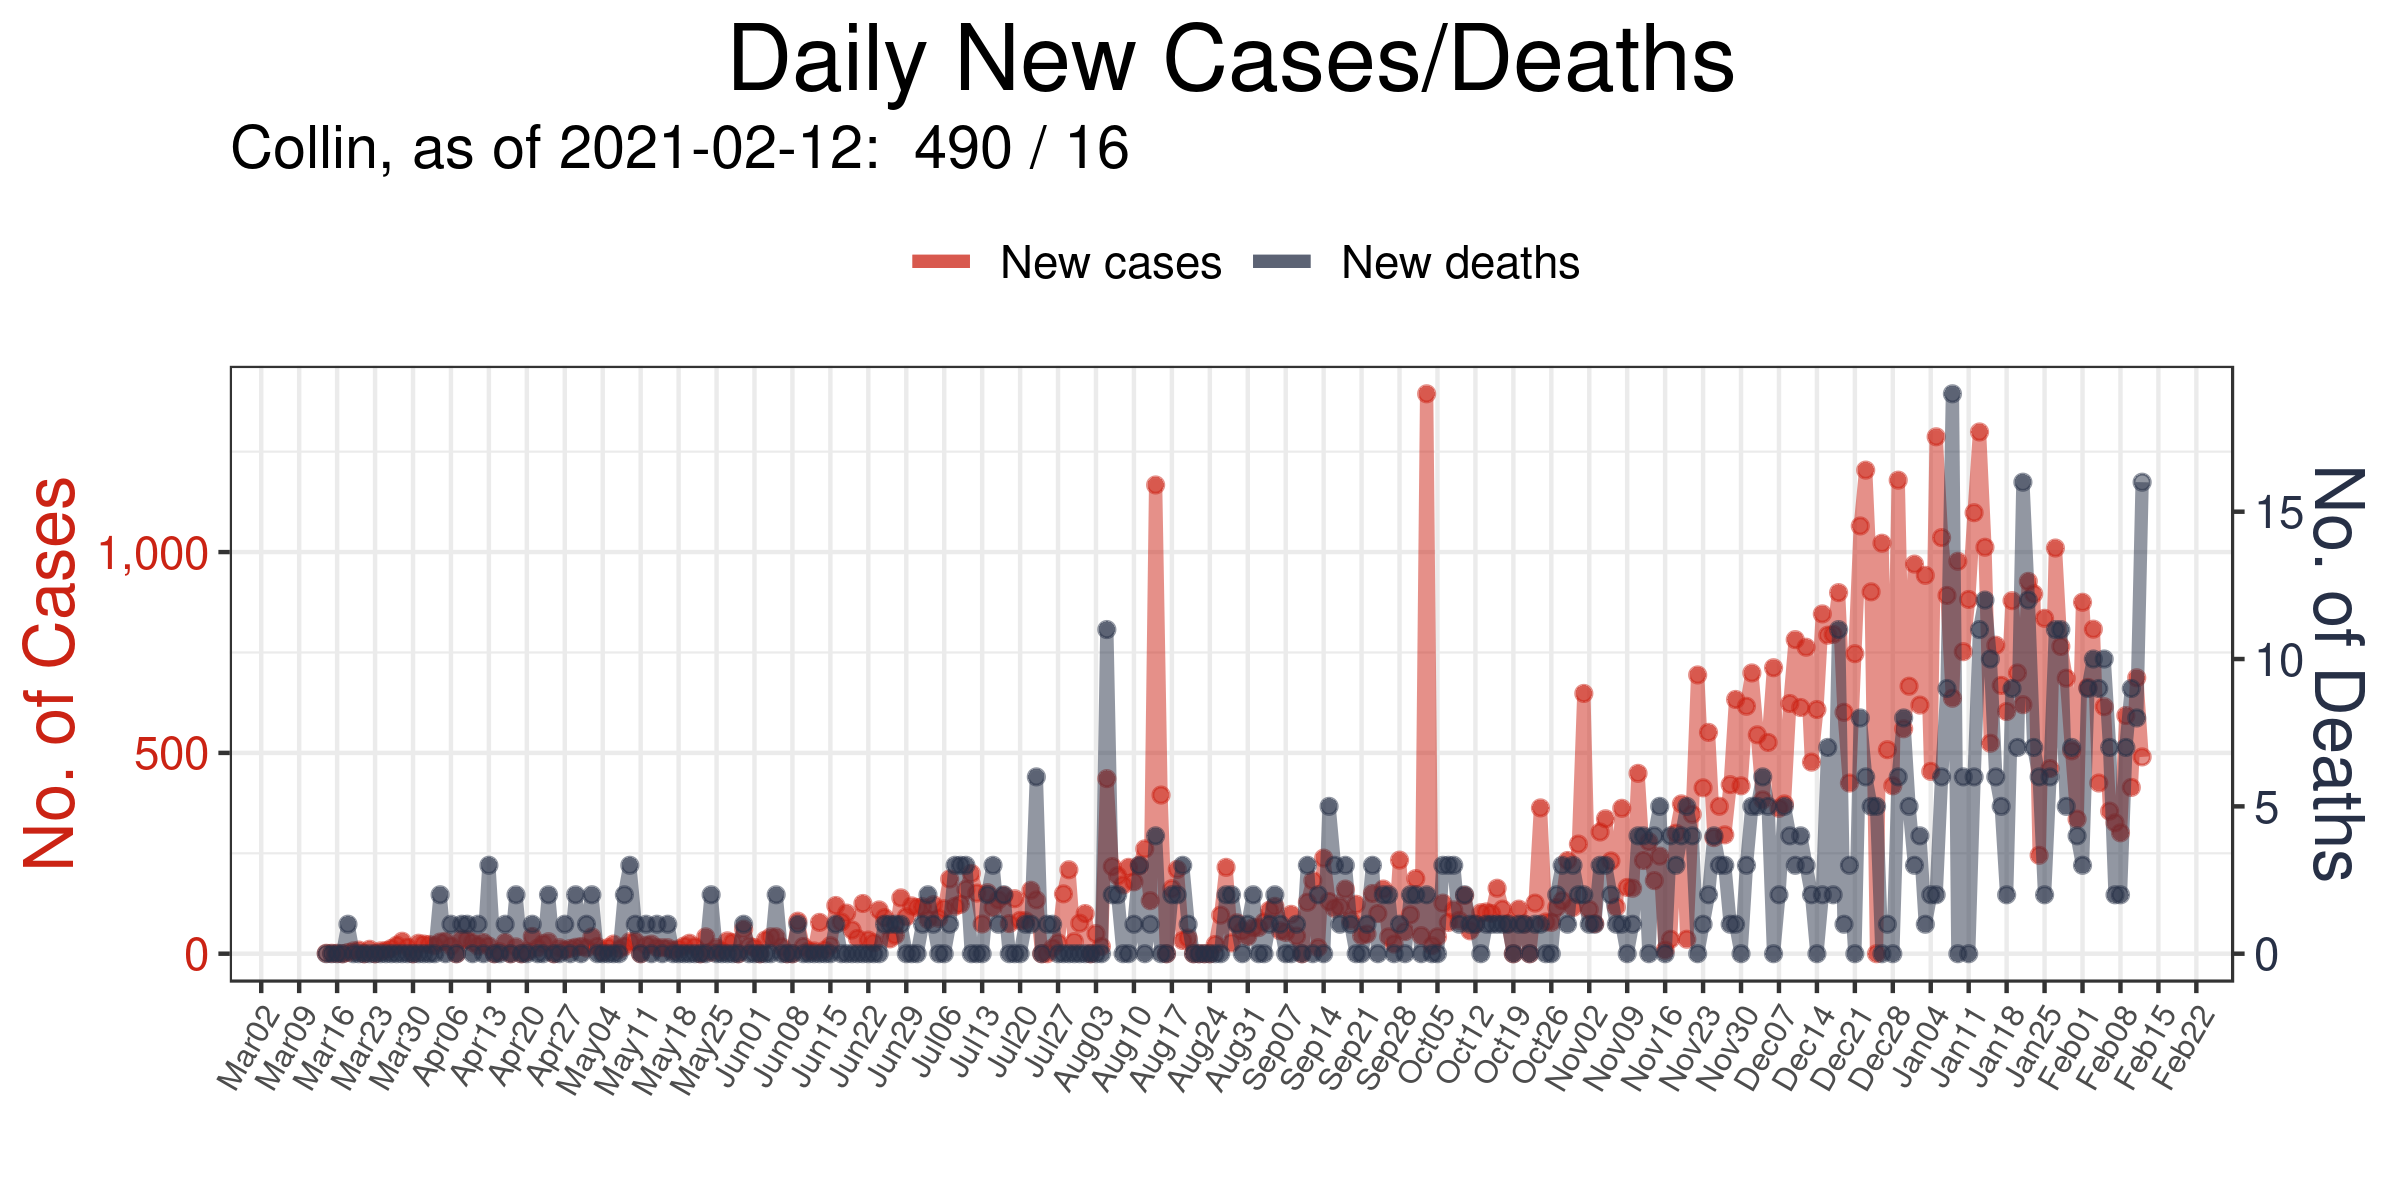 Daily New Cases/Deaths
Collin, as of 2021-02-12:  490 / 16
New cases
New deaths
No. of Cases
1,000
500
0
15
10
5
0
No. of Deaths
Mar02
Mar09
Mar16
Mar23
Mar30
Apr06
Apr13
Apr20
Apr27
May04
May11
May18
May25
Jun01
Jun08
Jun15
Jun22
Jun29
Jul06
Jul13
Jul20
Jul27
Aug03
Aug10
Aug17
Aug24
Aug31
Sep07
Sep14
Sep21
Sep28
Oct05
Oct12
Oct19
Oct26
Nov02
Nov09
Nov16
Nov23
Nov30
Dec07
Dec14
Dec21
Dec28
Jan04
Jan11
Jan18
Jan25
Feb01
Feb08
Feb15
Feb22